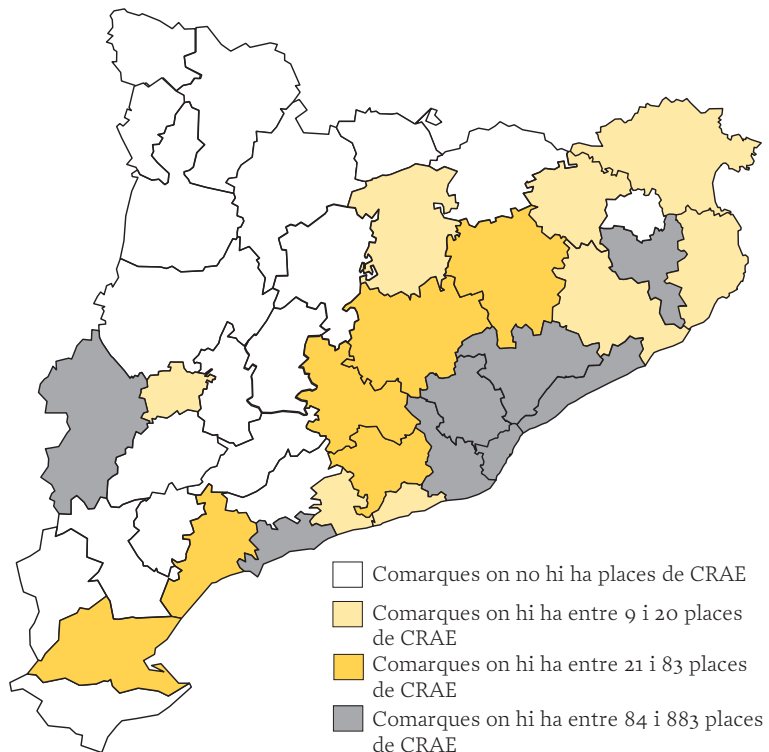 Comarques on no hi ha places de CRAE
Comarques on hi ha entre 9 i 20 places
de CRAE
Comarques on hi ha entre 21 i 83 places
de CRAE
Comarques on hi ha entre 84 i 883 places
de CRAE